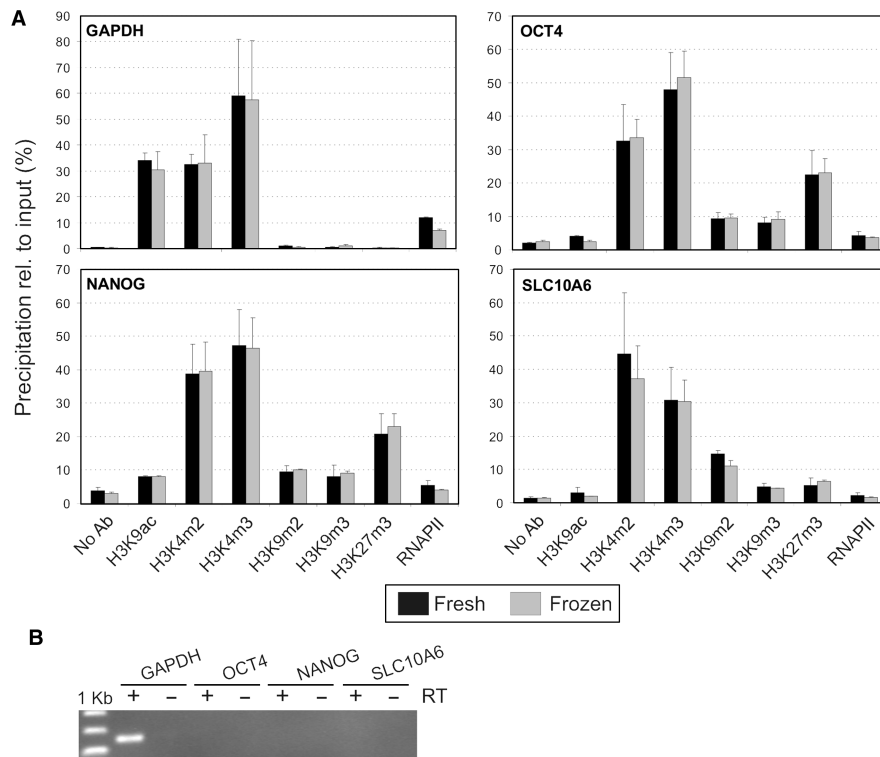 A
Precipitation rel. to input (%)
GAPDH
90
80
70
60
50
40
30
20
10
0
OCT4
70
60
50
40
30
20
10
0
NANOG
70
60
50
40
30
20
10
0
No Ab
H3K9ac
H3K4m2
H3K4m3
H3K9m2
H3K9m3
H3K27m3
RNAPII
SLC10A6
70
60
50
40
30
20
10
0
No Ab
H3K9ac
H3K4m2
H3K4m3
H3K9m2
H3K9m3
H3K27m3
RNAPII
Fresh Frozen
B
GAPDH OCT4 NANOG SLC10A6
1 Kb + − + − + − + − RT